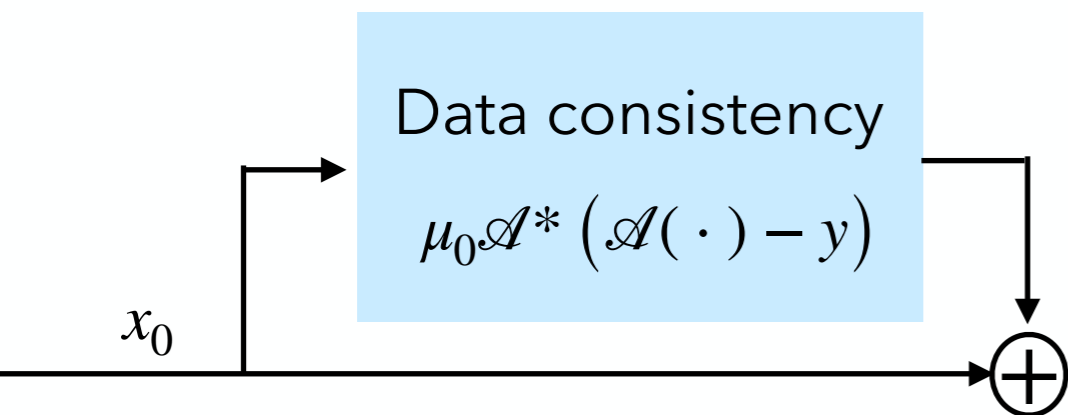 Data consistency
μ₀𝒜* (𝒜( · ) − y)
x₀
+